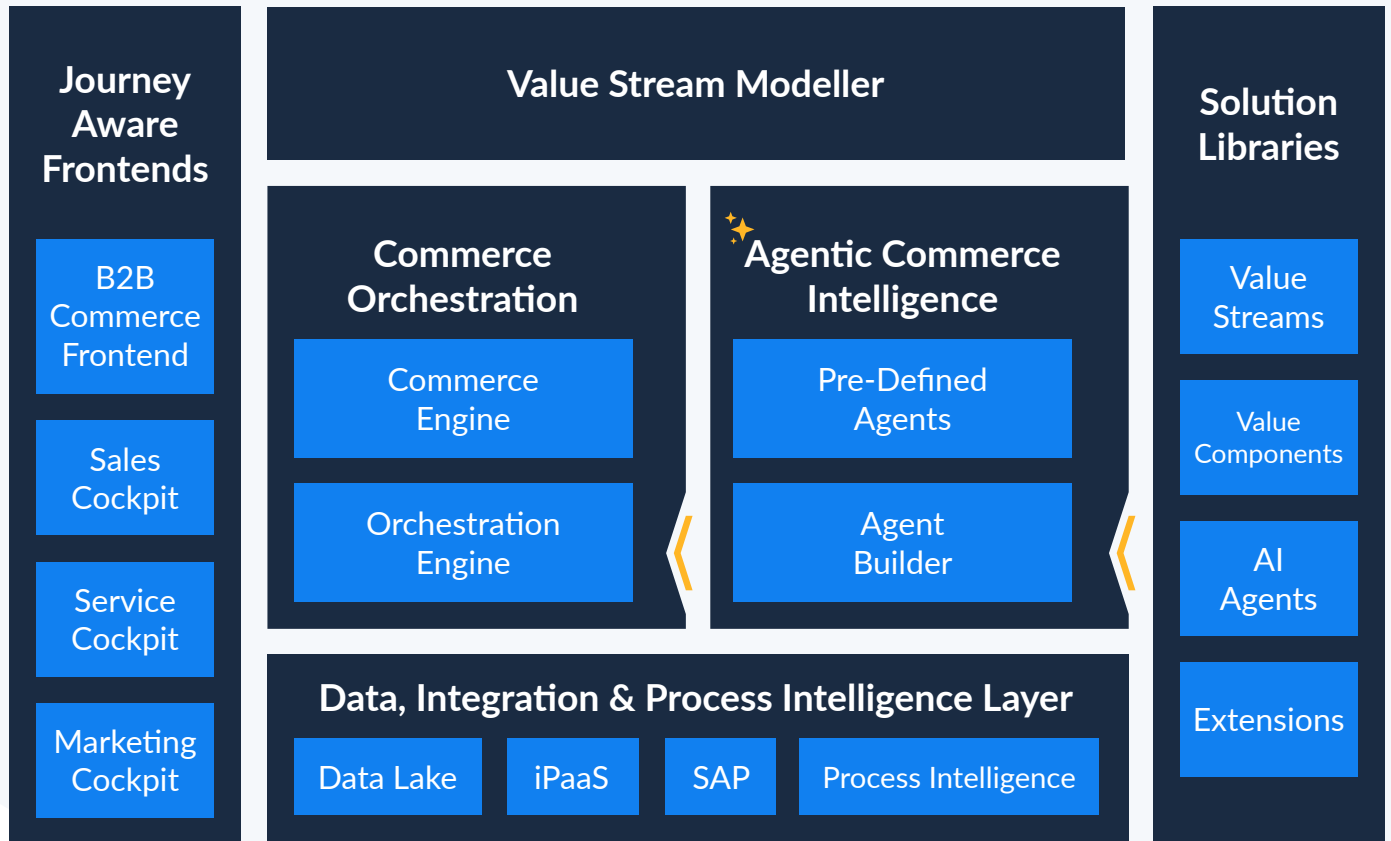 Journey
Aware
Frontends
B2B
Commerce
Frontend
Sales
Cockpit
Service
Cockpit
Marketing
Cockpit
Value Stream Modeller
Commerce
Orchestration
Commerce
Engine
Orchestration
Engine
Agentic Commerce
Intelligence
Pre-Defined
Agents
Agent
Builder
Data, Integration & Process Intelligence Layer
Data Lake
iPaaS
SAP
Process Intelligence
Solution
Libraries
Value
Streams
Value
Components
AI
Agents
Extensions